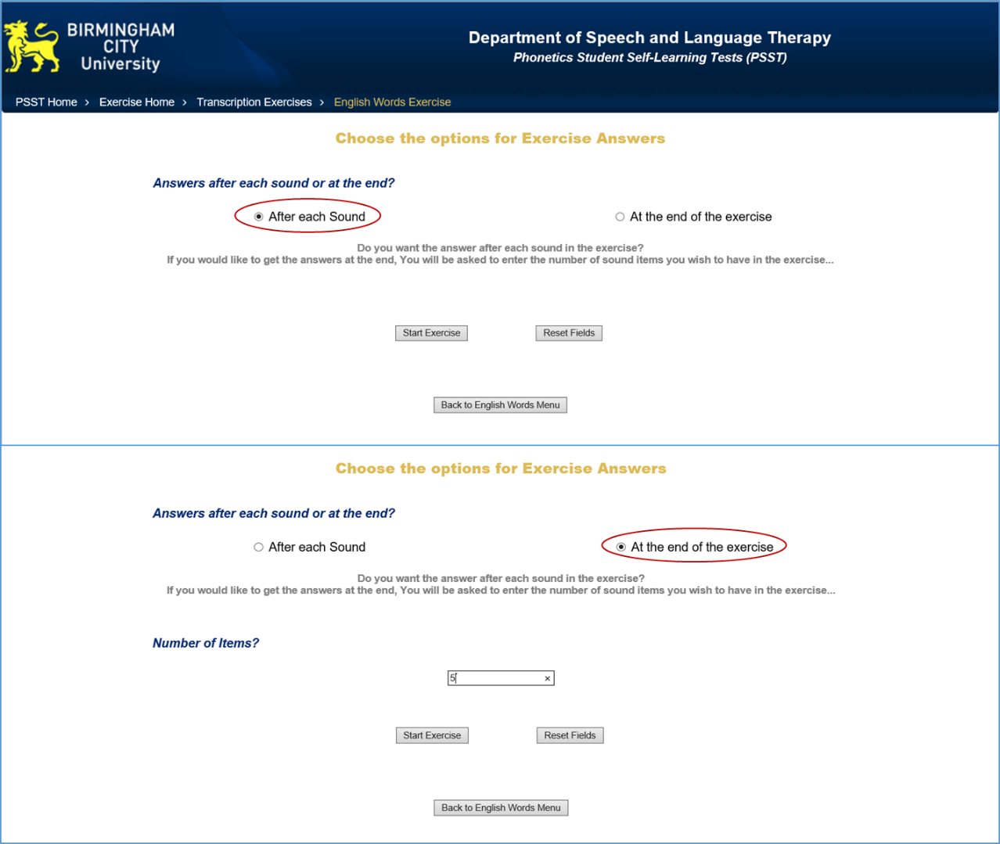 BIRMINGHAM
CITY
University
Department of Speech and Language Therapy
Phonetics Student Self-Learning Tests (PSST)
PSST Home › Exercise Home › Transcription Exercises › English Words Exercise
Choose the options for Exercise Answers
Answers after each sound or at the end?
After each Sound At the end of the exercise
Do you want the answer after each sound in the exercise?
If you would like to get the answers at the end, You will be asked to enter the number of sound items you wish to have in the exercise...
Start Exercise Reset Fields
Back to English Words Menu
Choose the options for Exercise Answers
Answers after each sound or at the end?
After each Sound At the end of the exercise
Do you want the answer after each sound in the exercise?
If you would like to get the answers at the end, You will be asked to enter the number of sound items you wish to have in the exercise...
Number of Items?
5 ×
Start Exercise Reset Fields
Back to English Words Menu